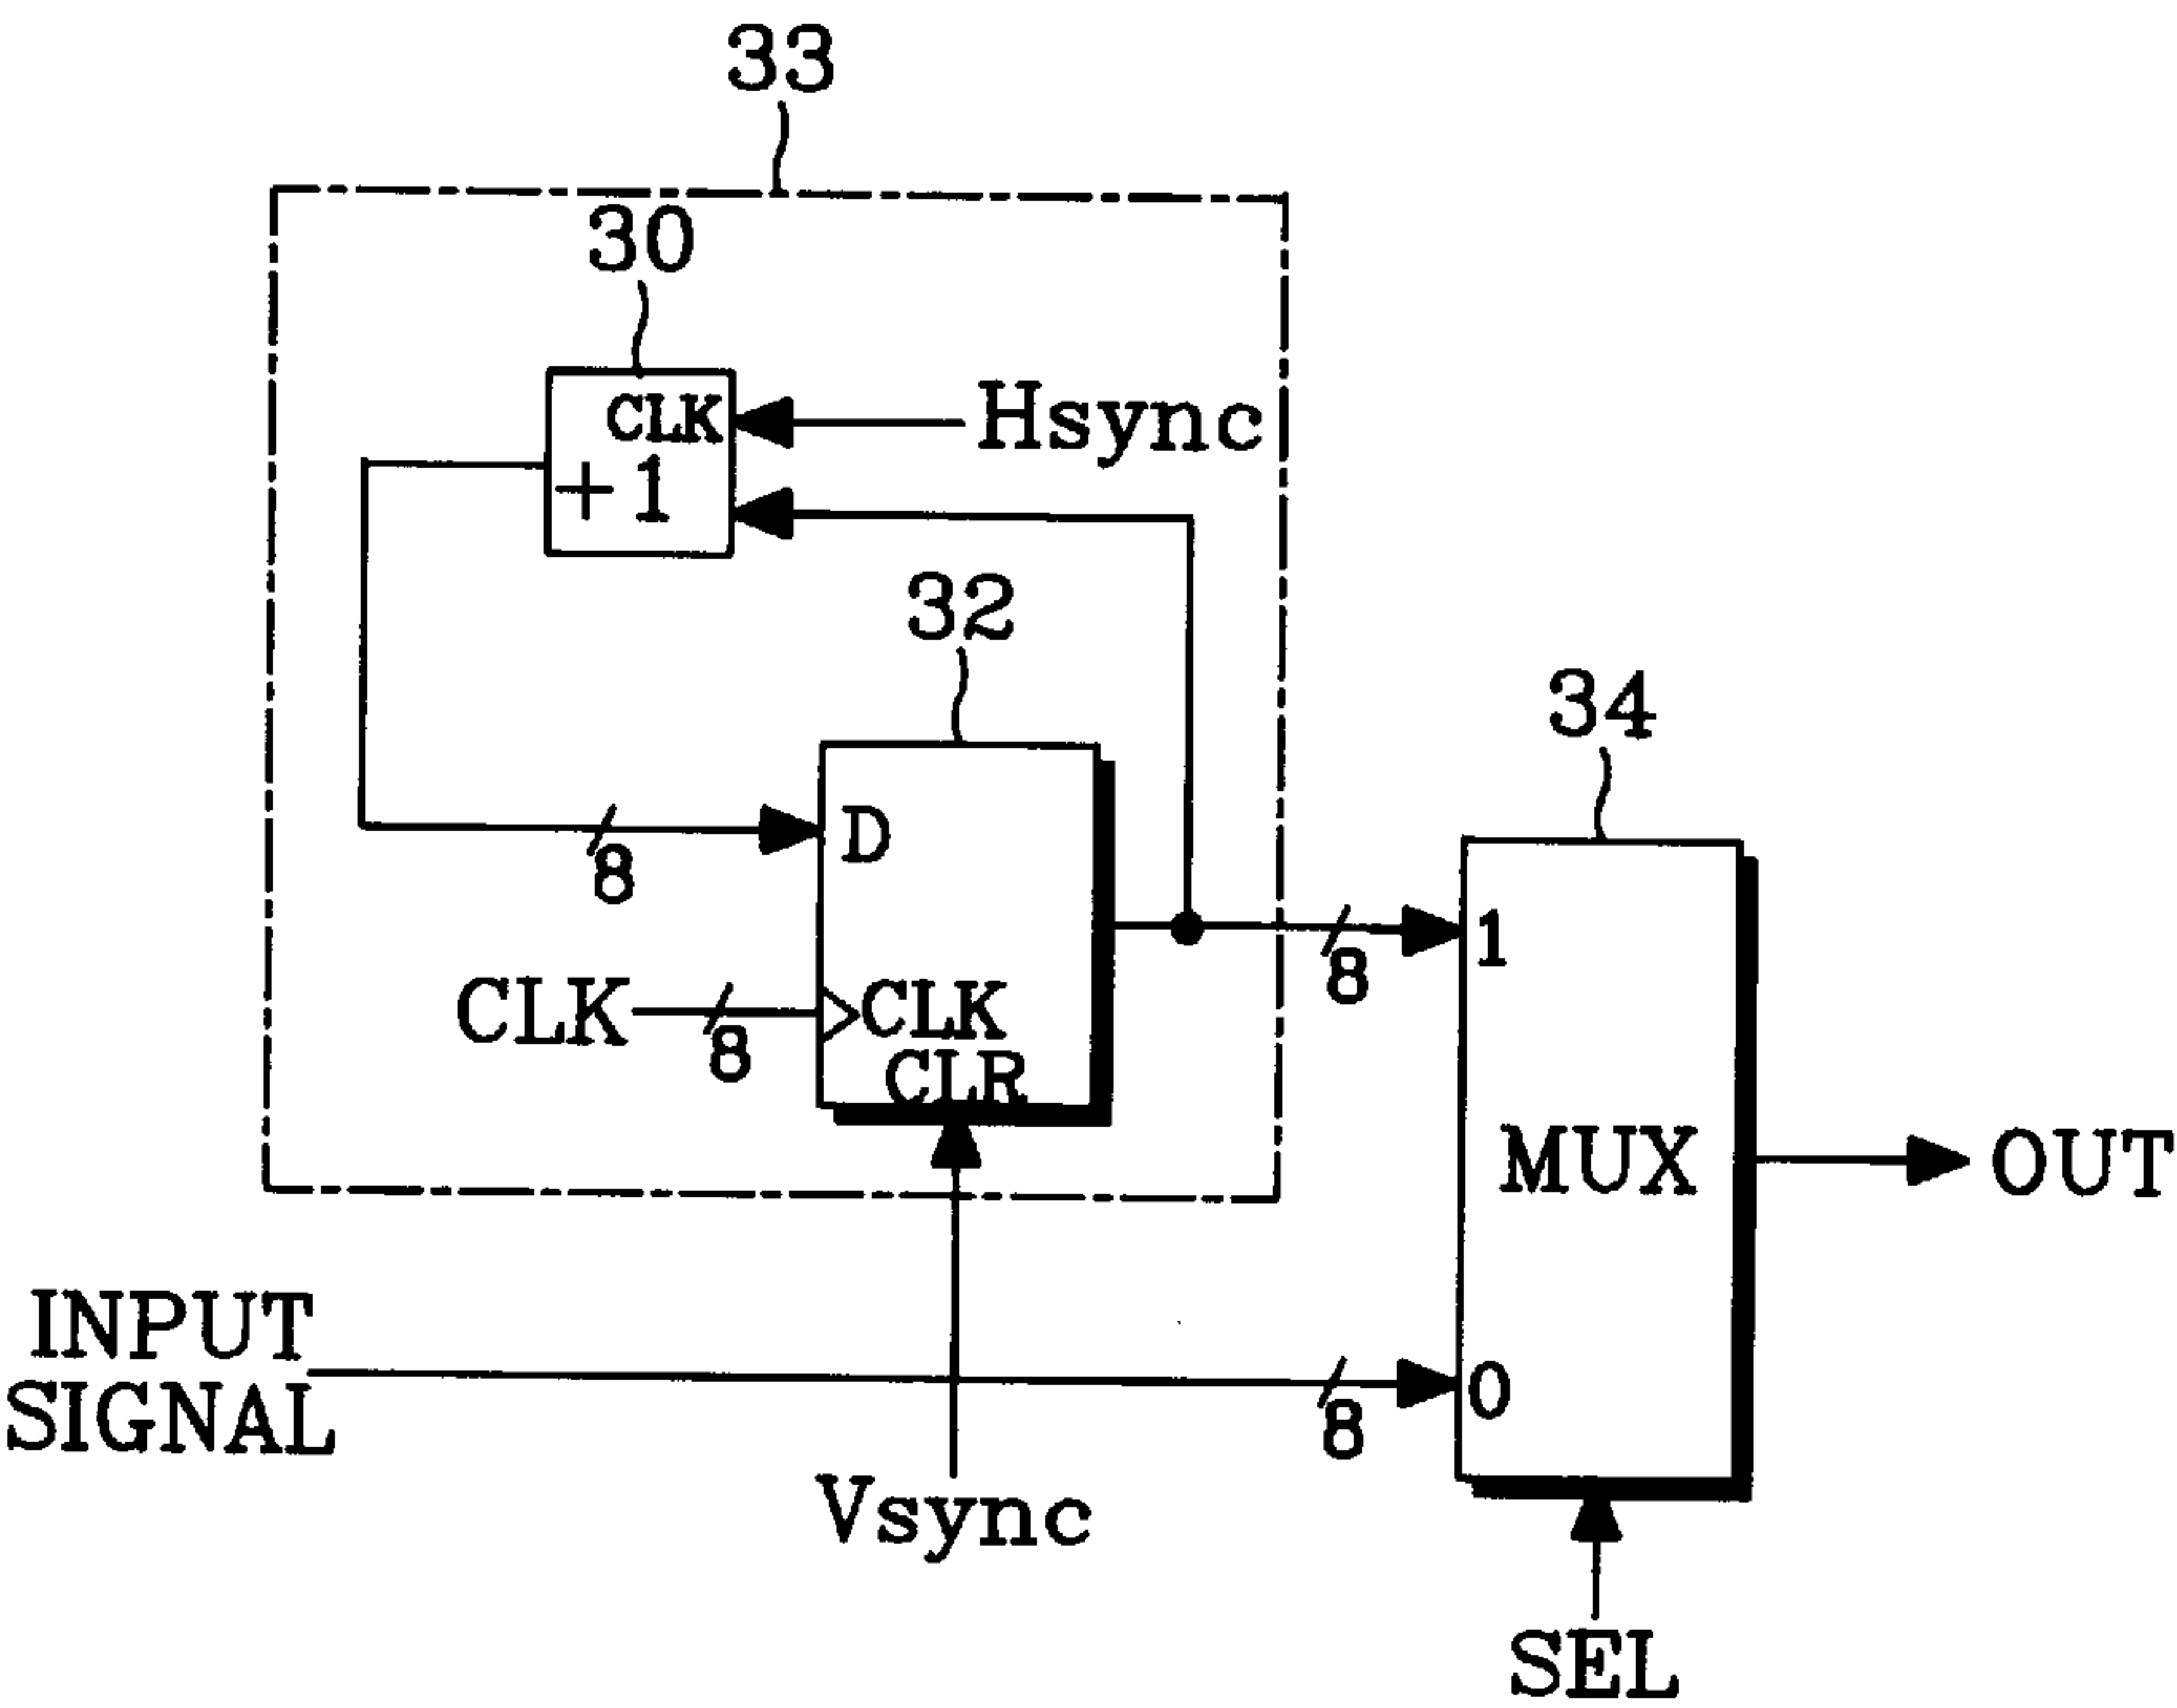 33
30
CLK
Hsync
+1
32
34
D
8
1
8
CLK
CLK
8
CLR
MUX
OUT
INPUT
SIGNAL
0
8
Vsync
SEL